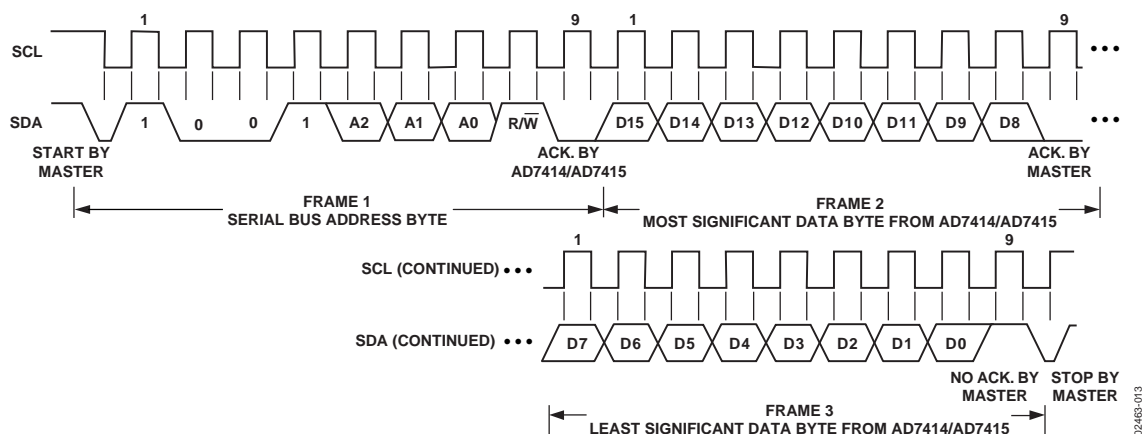 1 9 1 9
SCL •••
SDA 1 0 0 1 A2 A1 A0 R/W̅ D15 D14 D13 D12 D10 D11 D9 D8 •••
START BY MASTER
ACK. BY AD7414/AD7415
ACK. BY MASTER
FRAME 1
SERIAL BUS ADDRESS BYTE
FRAME 2
MOST SIGNIFICANT DATA BYTE FROM AD7414/AD7415
1 9
SCL (CONTINUED) •••
SDA (CONTINUED) ••• D7 D6 D5 D4 D3 D2 D1 D0
NO ACK. BY MASTER
STOP BY MASTER
FRAME 3
LEAST SIGNIFICANT DATA BYTE FROM AD7414/AD7415
02463-013